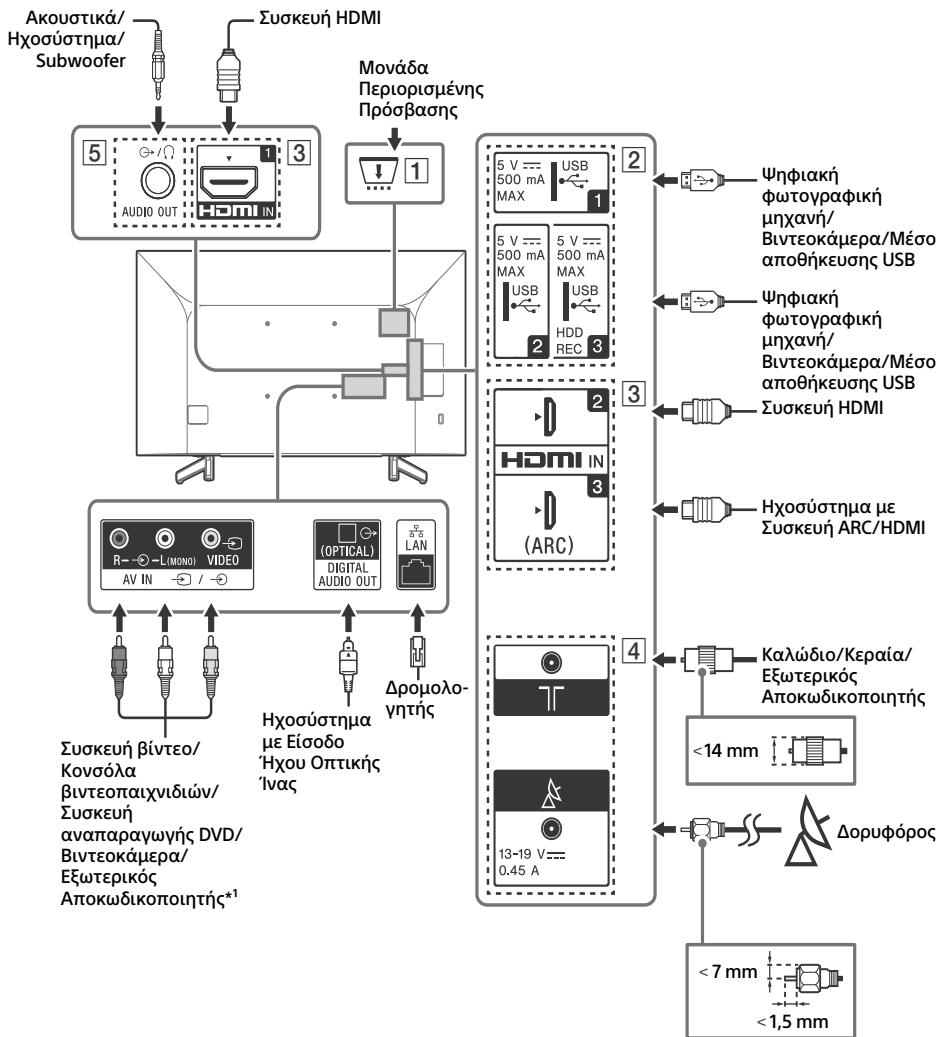 Ακουστικά/
Ηχοσύστημα/
Subwoofer
Συσκευή HDMI
Μονάδα
Περιορισμένης
Πρόσβασης
5
AUDIO OUT
1
HDMI IN
3
1
5 V
500 mA
MAX
USB
1
2
5 V
500 mA
MAX
USB
2
5 V
500 mA
MAX
USB
HDD
REC 3
Ψηφιακή
φωτογραφική
μηχανή/
Βιντεοκάμερα/Μέσο
αποθήκευσης USB
Ψηφιακή
φωτογραφική
μηχανή/
Βιντεοκάμερα/Μέσο
αποθήκευσης USB
2
3
HDMI IN
3
(ARC)
Συσκευή HDMI
Ηχοσύστημα με
Συσκευή ARC/HDMI
R
L(MONO)
VIDEO
AV IN /
(OPTICAL)
DIGITAL
AUDIO OUT
LAN
Συσκευή βίντεο/
Κονσόλα
βιντεοπαιχνιδιών/
Συσκευή
αναπαραγωγής DVD/
Βιντεοκάμερα/
Εξωτερικός
Αποκωδικοποιητής*1
Ηχοσύστημα
με Είσοδο
Ήχου Οπτικής
Ίνας
Δρομολο-
γητής
4
Καλώδιο/Κεραία/
Εξωτερικός
Αποκωδικοποιητής
<14 mm
13-19 V
0.45 A
Δορυφόρος
< 7 mm
<1,5 mm